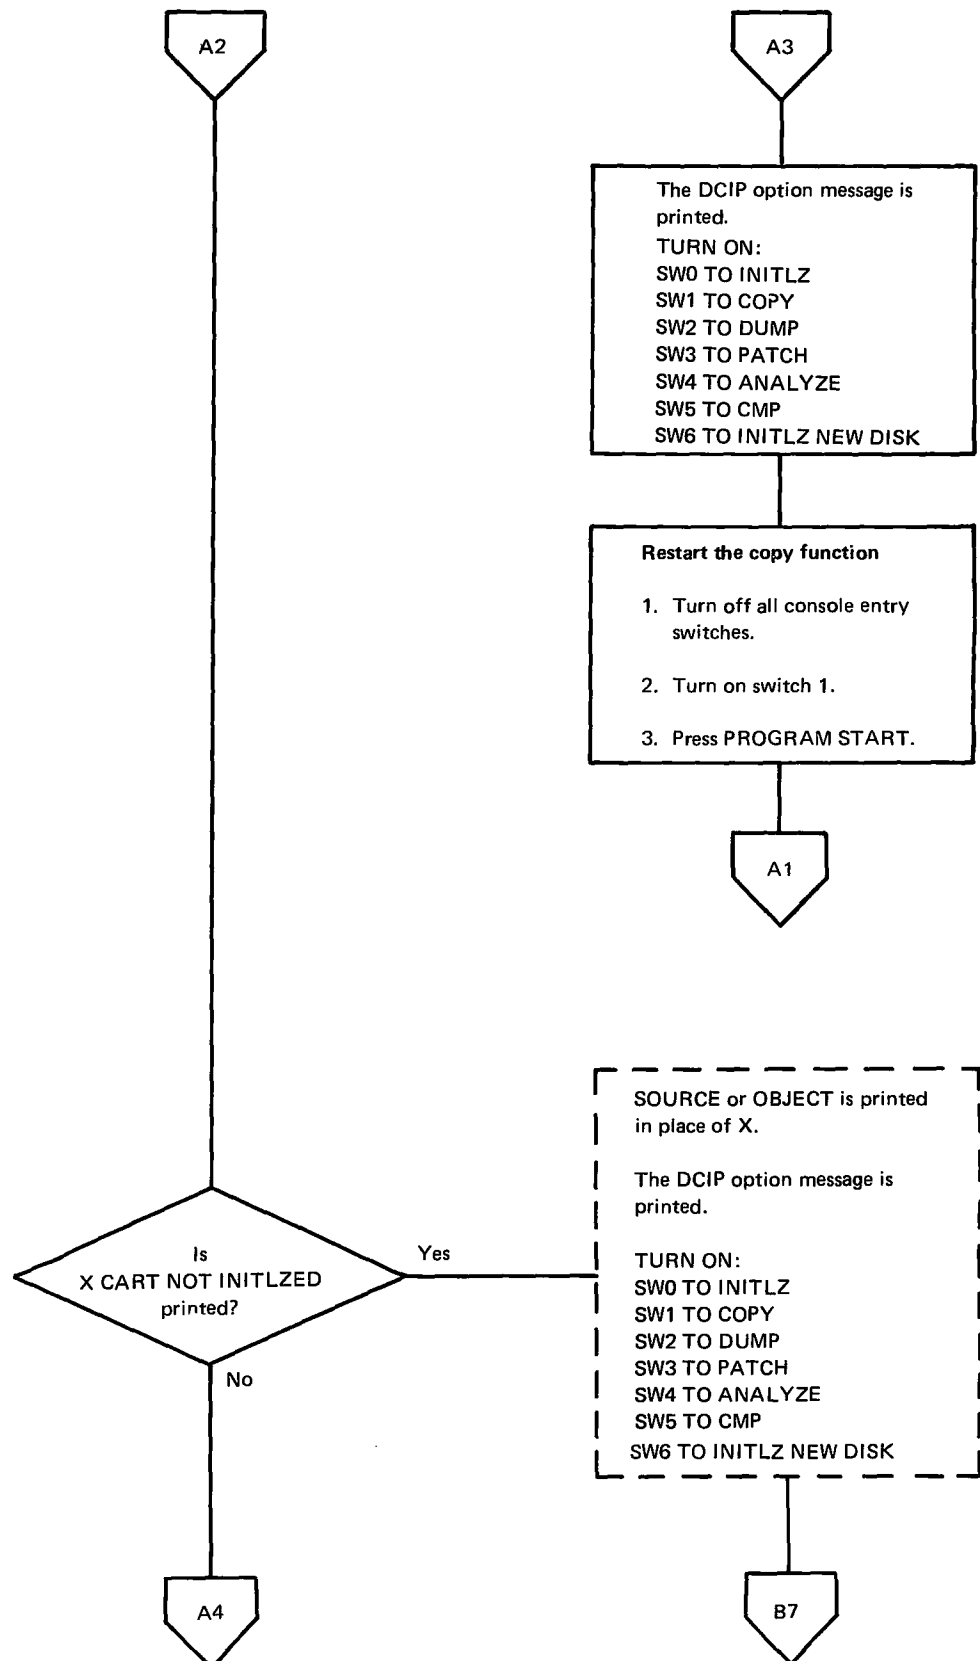 A2
A3
The DCIP option message is
printed.
TURN ON:
SW0 TO INITLZ
SW1 TO COPY
SW2 TO DUMP
SW3 TO PATCH
SW4 TO ANALYZE
SW5 TO CMP
SW6 TO INITLZ NEW DISK
Restart the copy function
1. Turn off all console entry
switches.
2. Turn on switch 1.
3. Press PROGRAM START.
A1
Is
X CART NOT INITLZED
printed?
Yes
No
SOURCE or OBJECT is printed
in place of X.
The DCIP option message is
printed.
TURN ON:
SW0 TO INITLZ
SW1 TO COPY
SW2 TO DUMP
SW3 TO PATCH
SW4 TO ANALYZE
SW5 TO CMP
SW6 TO INITLZ NEW DISK
A4
B7